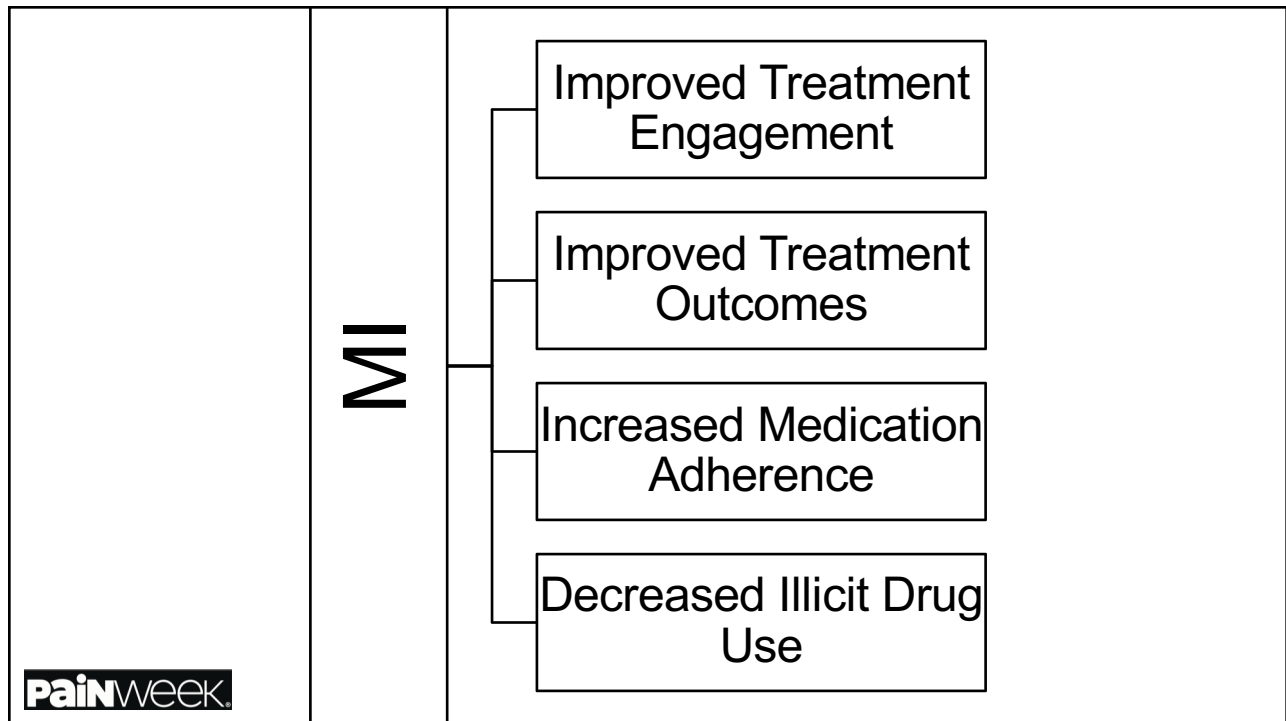 MI
Improved Treatment
Engagement
Improved Treatment
Outcomes
Increased Medication
Adherence
Decreased Illicit Drug
Use
PaiNWeek.